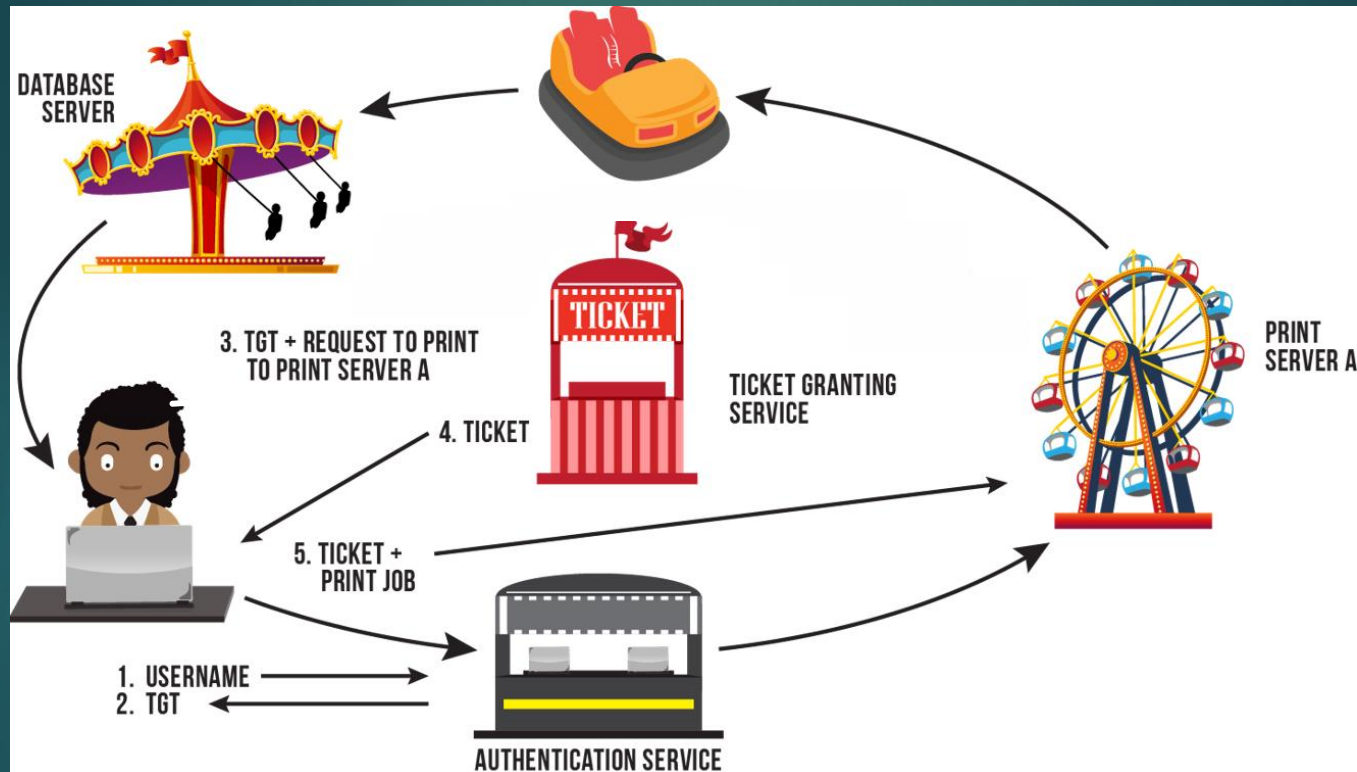 DATABASE
SERVER
TICKET
3. TGT + REQUEST TO PRINT
TO PRINT SERVER A
TICKET GRANTING
SERVICE
PRINT
SERVER A
4. TICKET
5. TICKET +
PRINT JOB
1. USERNAME
2. TGT
AUTHENTICATION SERVICE